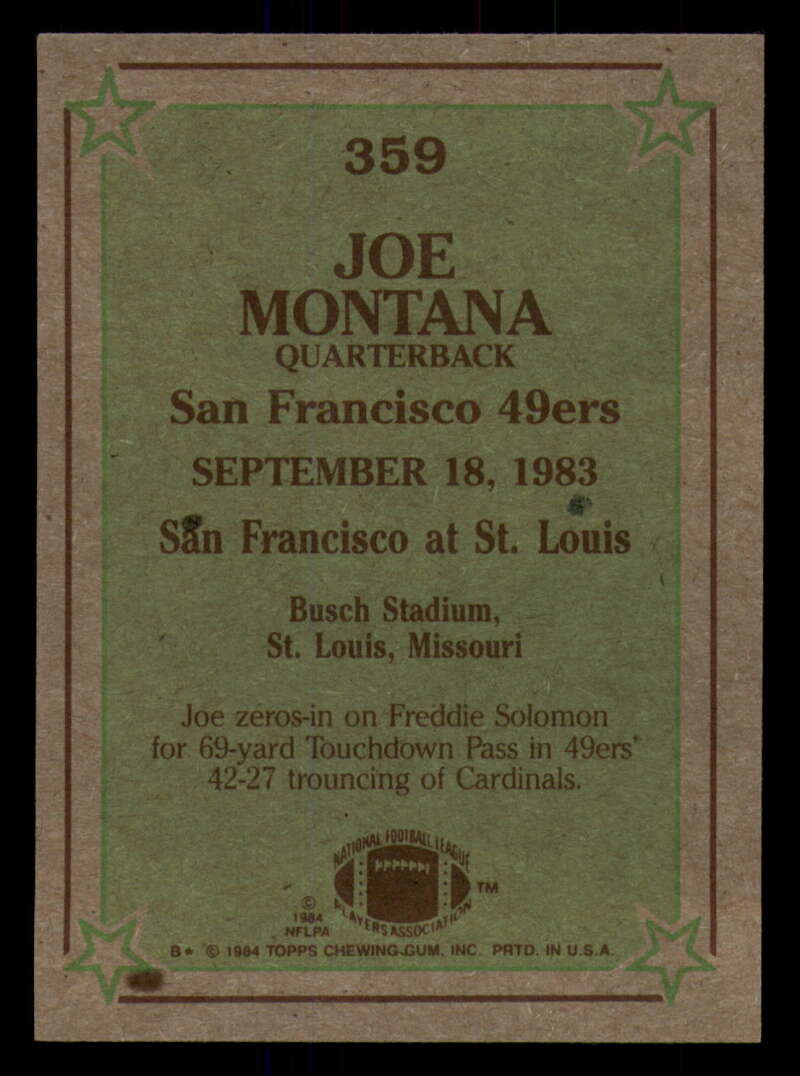 359
JOE
MONTANA
QUARTERBACK
San Francisco 49ers
SEPTEMBER 18, 1983
San Francisco at St. Louis
Busch Stadium,
St. Louis, Missouri
Joe zeros-in on Freddie Solomon
for 69-yard Touchdown Pass in 49ers'
42-27 trouncing of Cardinals.
NATIONAL FOOTBALL LEAGUE
PLAYERS ASSOCIATION
TM
©
1984
NFLPA
B* © 1984 TOPPS CHEWING GUM, INC. PRTD. IN U.S.A.